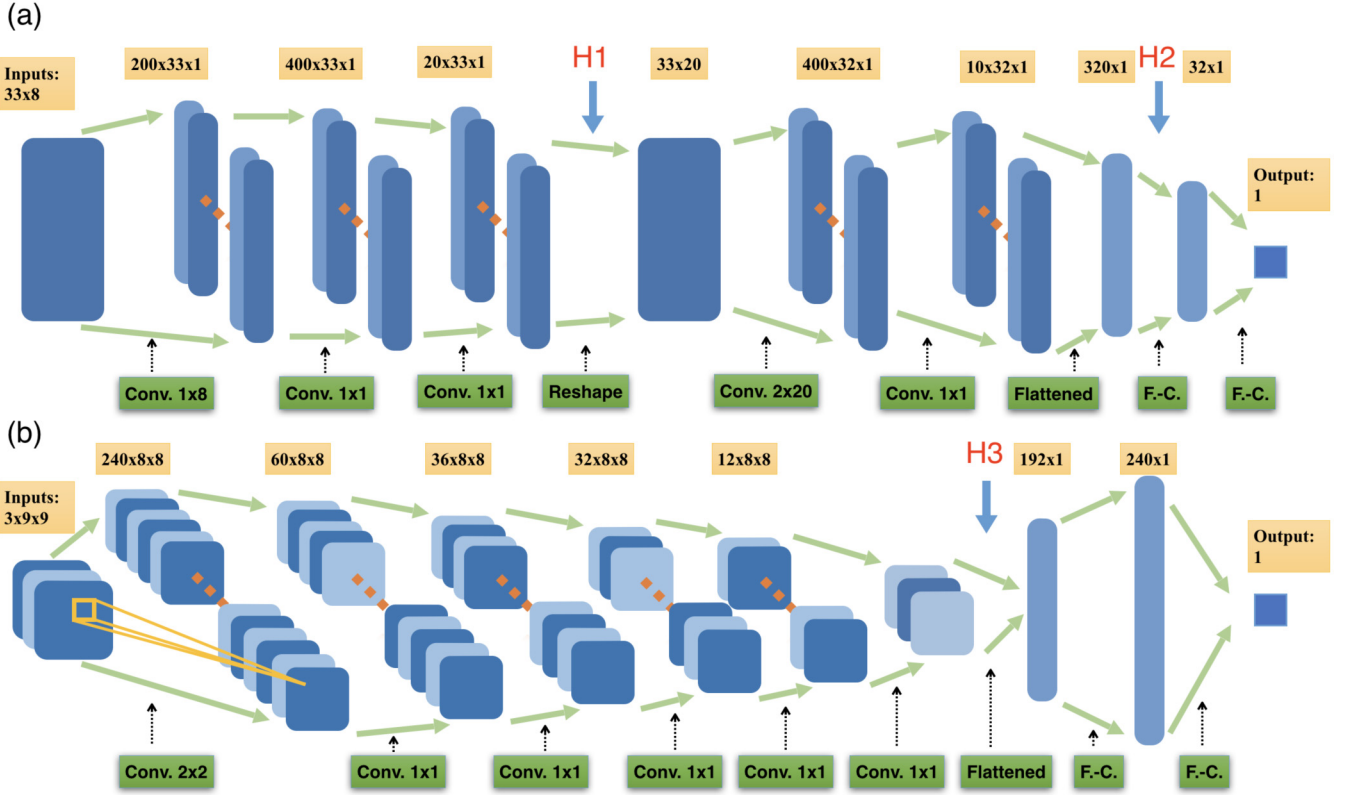 (a)
Inputs:
33x8
200x33x1
400x33x1
20x33x1
H1
33x20
400x32x1
10x32x1
320x1
H2
32x1
Output:
1
Conv. 1x8
Conv. 1x1
Conv. 1x1
Reshape
Conv. 2x20
Conv. 1x1
Flattened
F.-C.
F.-C.
(b)
Inputs:
3x9x9
240x8x8
60x8x8
36x8x8
32x8x8
12x8x8
H3
192x1
240x1
Output:
1
Conv. 2x2
Conv. 1x1
Conv. 1x1
Conv. 1x1
Conv. 1x1
Conv. 1x1
Flattened
F.-C.
F.-C.